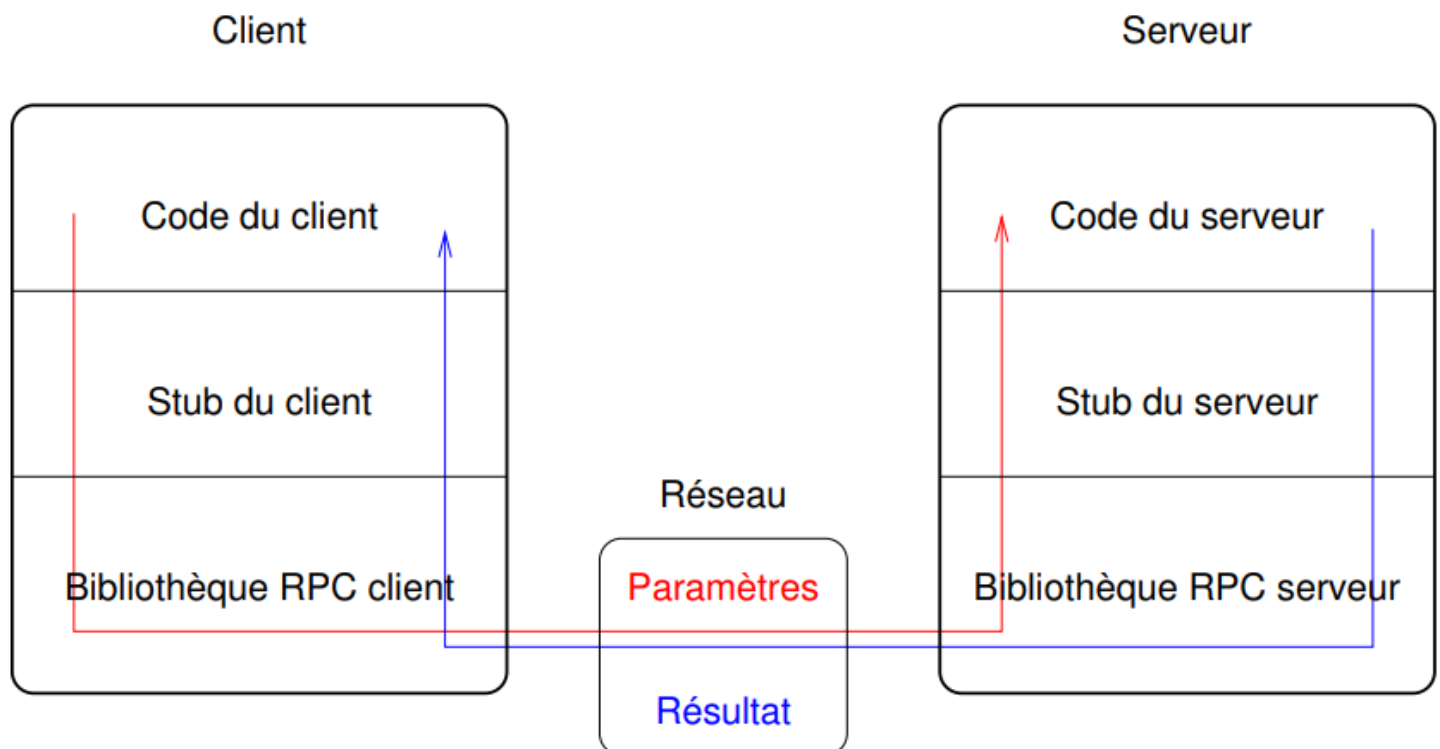 Client
Serveur
Code du client
Code du serveur
Stub du client
Stub du serveur
Réseau
Bibliothèque RPC client
Paramètres
Bibliothèque RPC serveur
Résultat